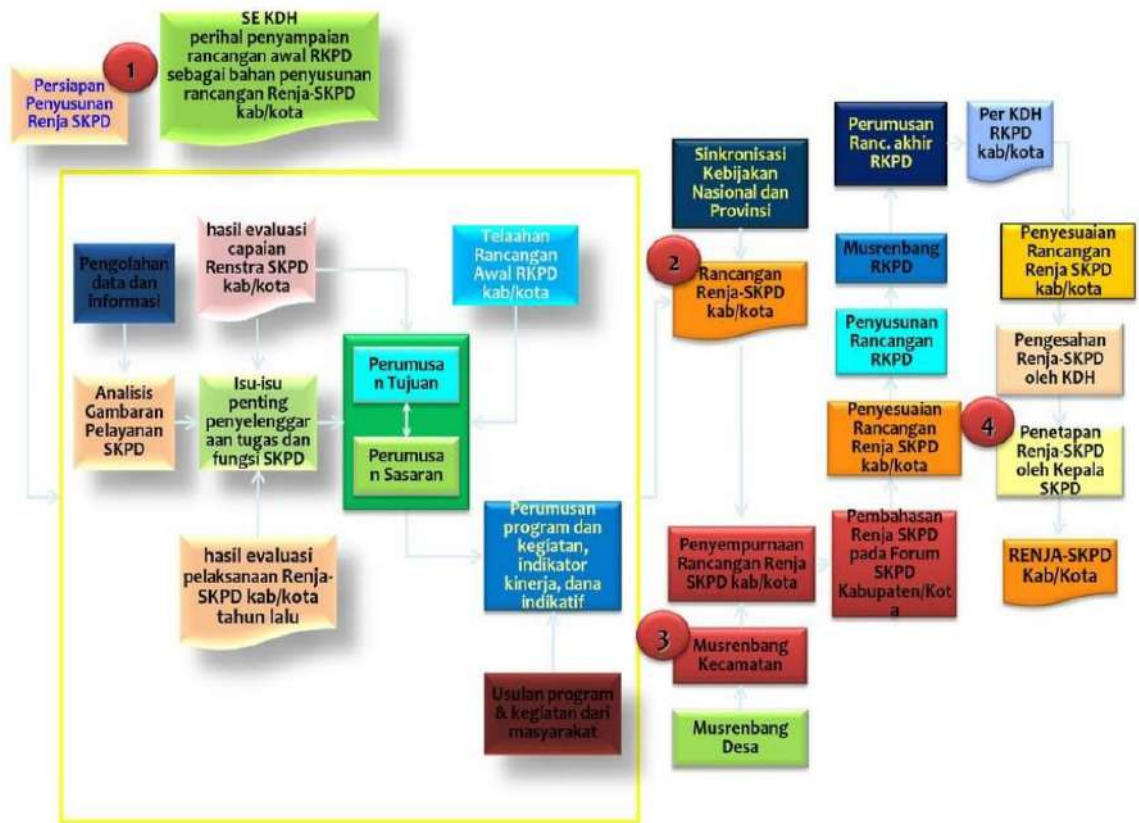 1
Persiapan
Penyusunan
Renja SKPD
SE KDH
perihal penyampaian
rancangan awal RKPD
sebagai bahan penyusunan
rancangan Renja-SKPD
kab/kota
Pengolahan
data dan
informasi
hasil evaluasi
capaian
Renstra SKPD
kab/kota
Telaahan
Rancangan
Awal RKPD
kab/kota
Analisis
Gambaran
Pelayanan
SKPD
Isu-isu
penting
penyelenggar
aan tugas dan
fungsi SKPD
Perumusa
n Tujuan
Perumusa
n Sasaran
hasil evaluasi
pelaksanaan Renja-
SKPD kab/kota
tahun lalu
Perumusan
program dan
kegiatan,
indikator
kinerja, dana
indikatif
Usulan program
& kegiatan dari
masyarakat
Sinkronisasi
Kebijakan
Nasional dan
Provinsi
2
Rancangan
Renja-SKPD
kab/kota
Penyempurnaan
Rancangan Renja
SKPD kab/kota
3
Musrenbang
Kecamatan
Musrenbang
Desa
Perumusan
Ranc. akhir
RKPD
Musrenbang
RKPD
Penyusunan
Rancangan
RKPD
Penyesuaian
Rancangan
Renja SKPD
kab/kota
Pembahasan
Renja SKPD
pada Forum
SKPD
Kabupaten/Kot
a
Per KDH
RKPD
kab/kota
Penyesuaian
Rancangan
Renja SKPD
kab/kota
Pengesahan
Renja-SKPD
oleh KDH
4
Penetapan
Renja-SKPD
oleh Kepala
SKPD
RENJA-SKPD
Kab/Kota